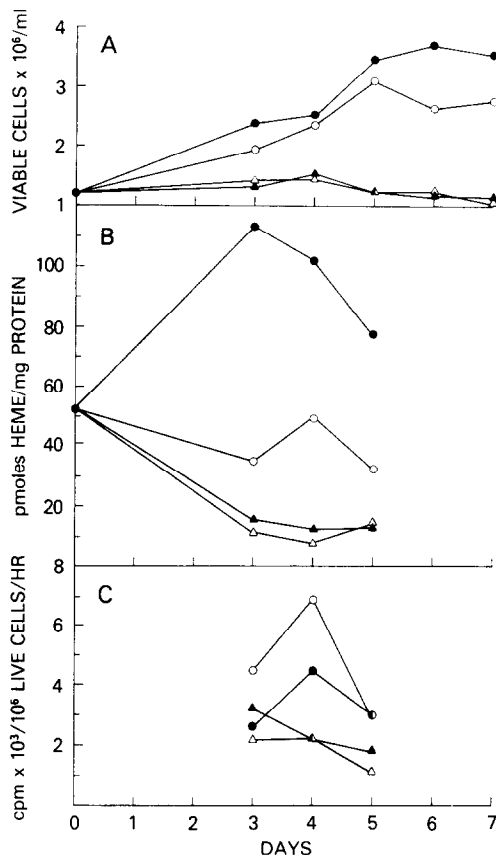 A
VIABLE CELLS x 10⁶/ml
4
3
2
1
B
pmoles HEME/mg PROTEIN
100
80
60
40
20
8
C
cpm x 10³/10⁶ LIVE CELLS/HR
6
4
2
0 1 2 3 4 5 6 7
DAYS